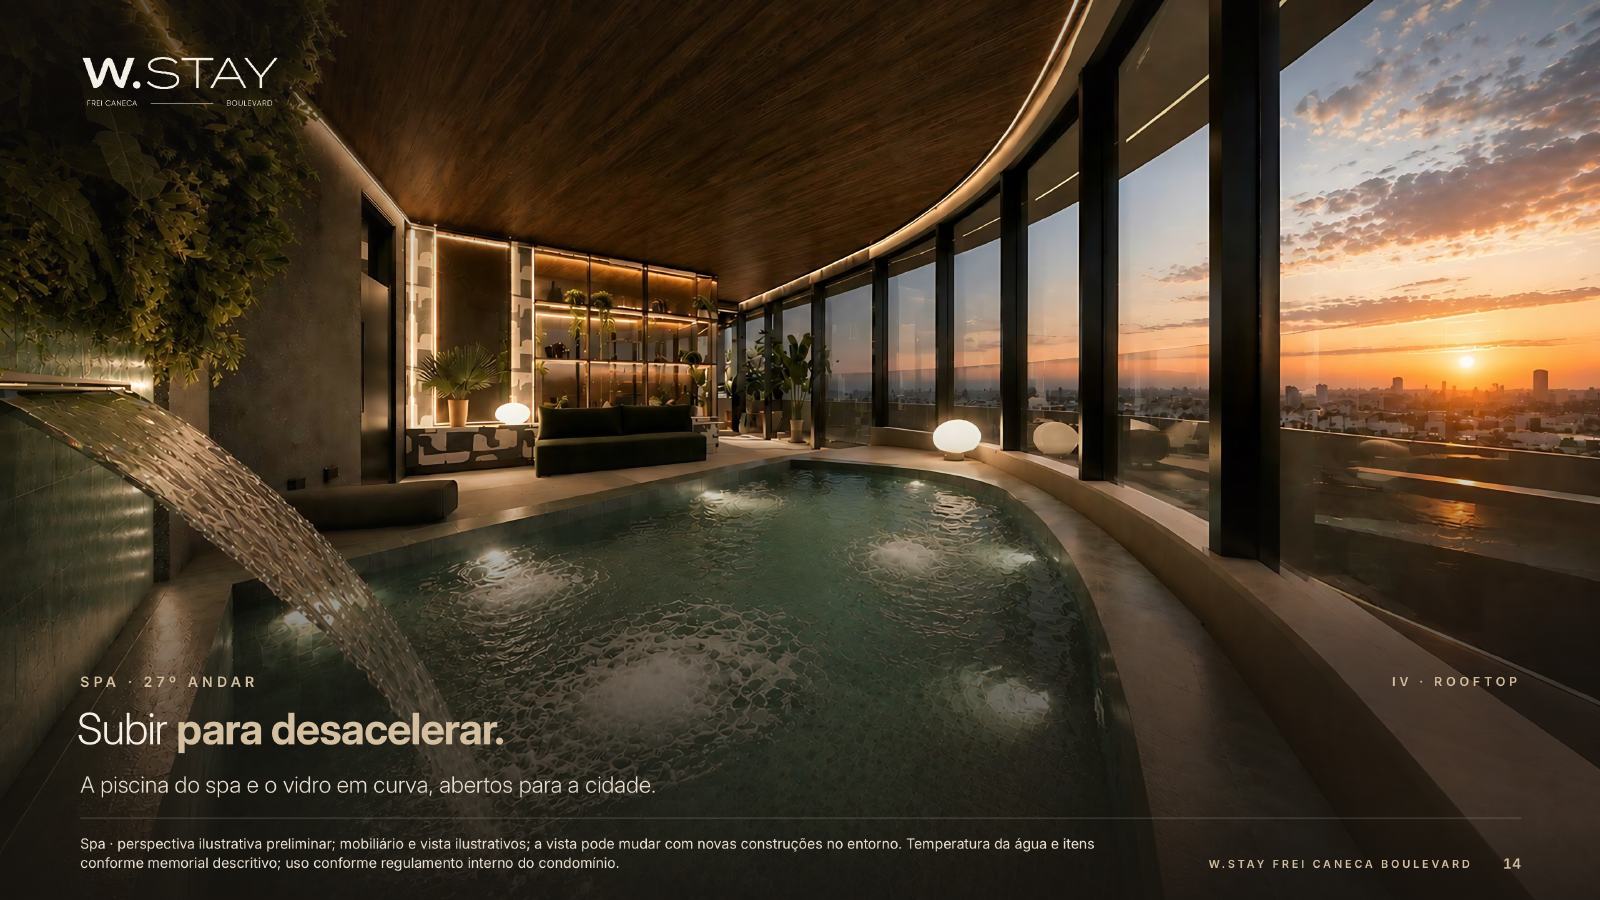 W.STAY
FREI CANECA BOULEVARD
SPA · 27º ANDAR
IV · ROOFTOP
Subir para desacelerar.
A piscina do spa e o vidro em curva, abertos para a cidade.
Spa · perspectiva ilustrativa preliminar; mobiliário e vista ilustrativos; a vista pode mudar com novas construções no entorno. Temperatura da água e itens
conforme memorial descritivo; uso conforme regulamento interno do condomínio.
W.STAY FREI CANECA BOULEVARD 14